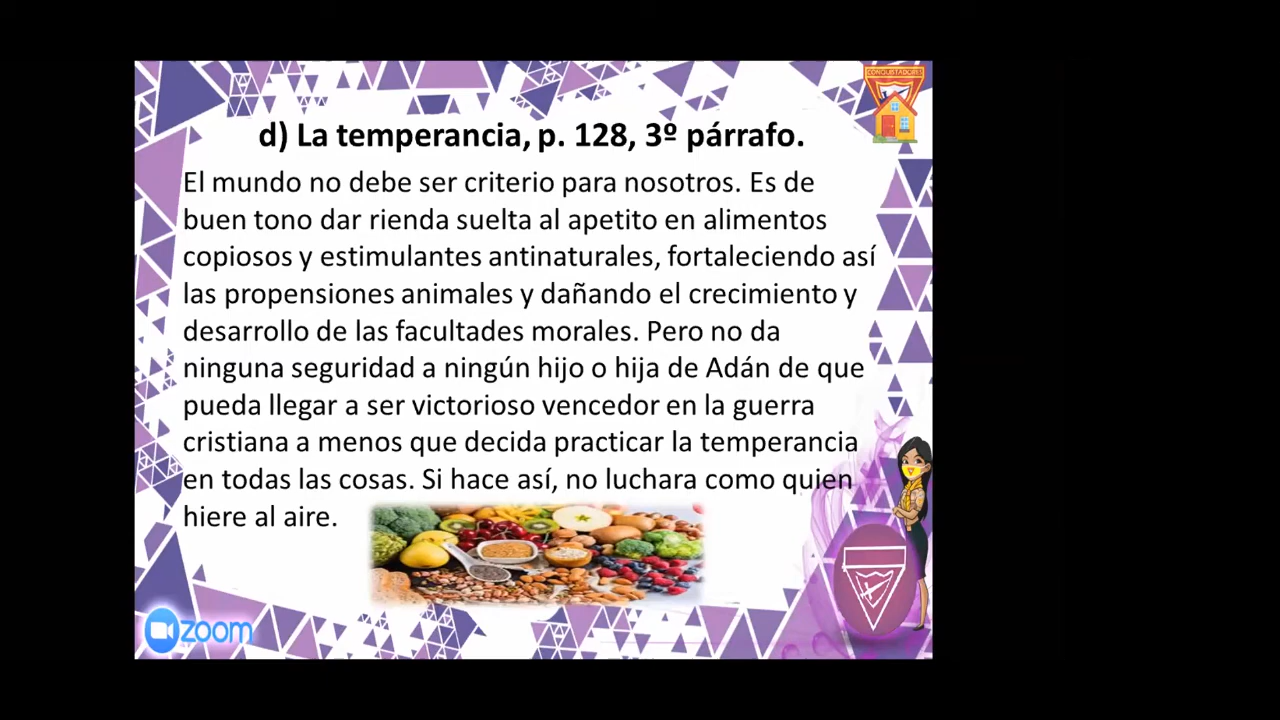 CONQUISTADORES
d) La temperancia, p. 128, 3º párrafo.
El mundo no debe ser criterio para nosotros. Es de
buen tono dar rienda suelta al apetito en alimentos
copiosos y estimulantes antinaturales, fortaleciendo así
las propensiones animales y dañando el crecimiento y
desarrollo de las facultades morales. Pero no da
ninguna seguridad a ningún hijo o hija de Adán de que
pueda llegar a ser victorioso vencedor en la guerra
cristiana a menos que decida practicar la temperancia
en todas las cosas. Si hace así, no luchara como quien
hiere al aire.
zoom